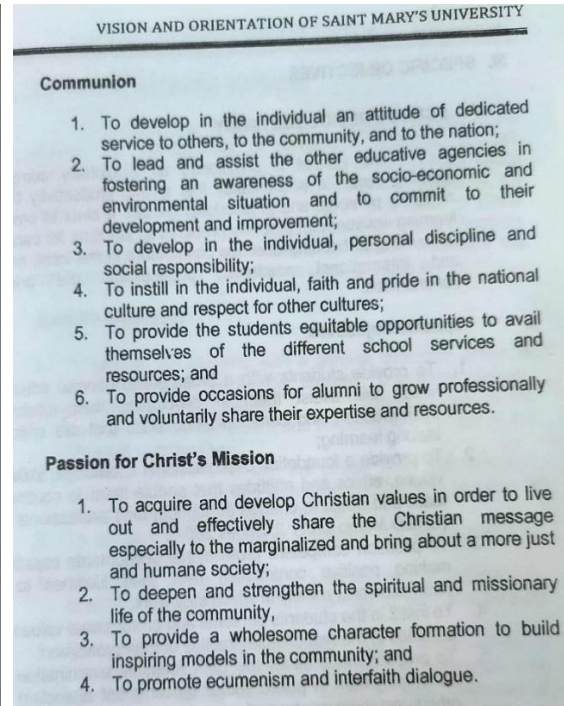 VISION AND ORIENTATION OF SAINT MARY'S UNIVERSITY
Communion
1. To develop in the individual an attitude of dedicated
service to others, to the community, and to the nation;
2. To lead and assist the other educative agencies in
fostering an awareness of the socio-economic and
environmental situation and to commit to their
development and improvement;
3. To develop in the individual, personal discipline and
social responsibility;
4. To instill in the individual, faith and pride in the national
culture and respect for other cultures;
5. To provide the students equitable opportunities to avail
themselves of the different school services and
resources; and
6. To provide occasions for alumni to grow professionally
and voluntarily share their expertise and resources.
Passion for Christ's Mission
1. To acquire and develop Christian values in order to live
out and effectively share the Christian message
especially to the marginalized and bring about a more just
and humane society;
2. To deepen and strengthen the spiritual and missionary
life of the community,
3. To provide a wholesome character formation to build
inspiring models in the community; and
4. To promote ecumenism and interfaith dialogue.